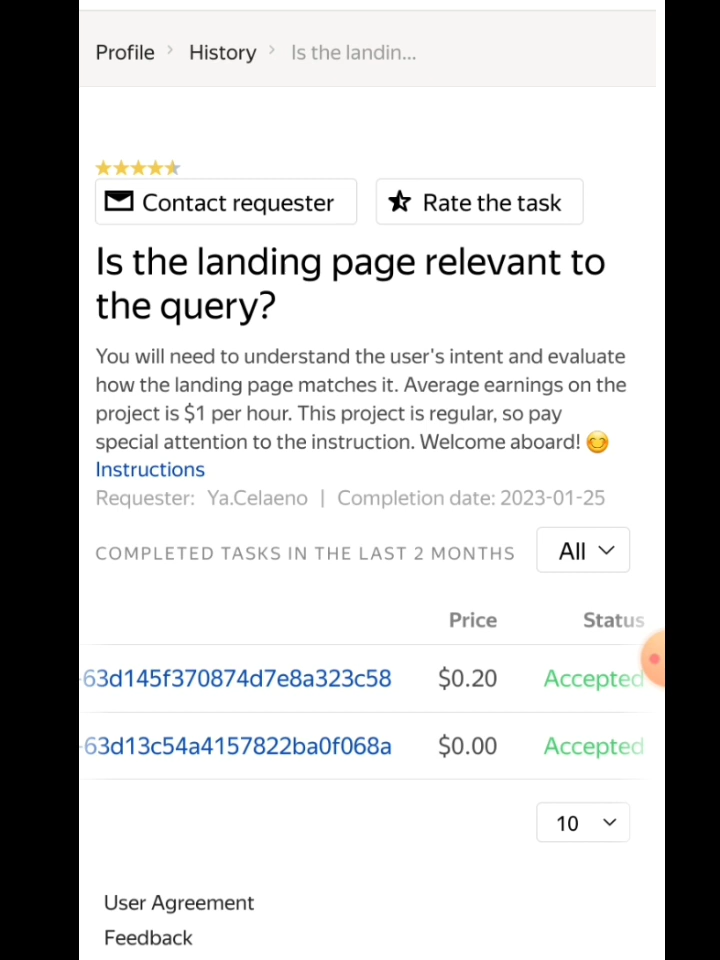 Profile > History > Is the landin...
Contact requester Rate the task
Is the landing page relevant to
the query?
You will need to understand the user's intent and evaluate
how the landing page matches it. Average earnings on the
project is $1 per hour. This project is regular, so pay
special attention to the instruction. Welcome aboard! 😊
Instructions
Requester: Ya.Celaeno | Completion date: 2023-01-25
COMPLETED TASKS IN THE LAST 2 MONTHS All
Price Status
-63d145f370874d7e8a323c58 $0.20 Accepted
-63d13c54a4157822ba0f068a $0.00 Accepted
10
User Agreement
Feedback